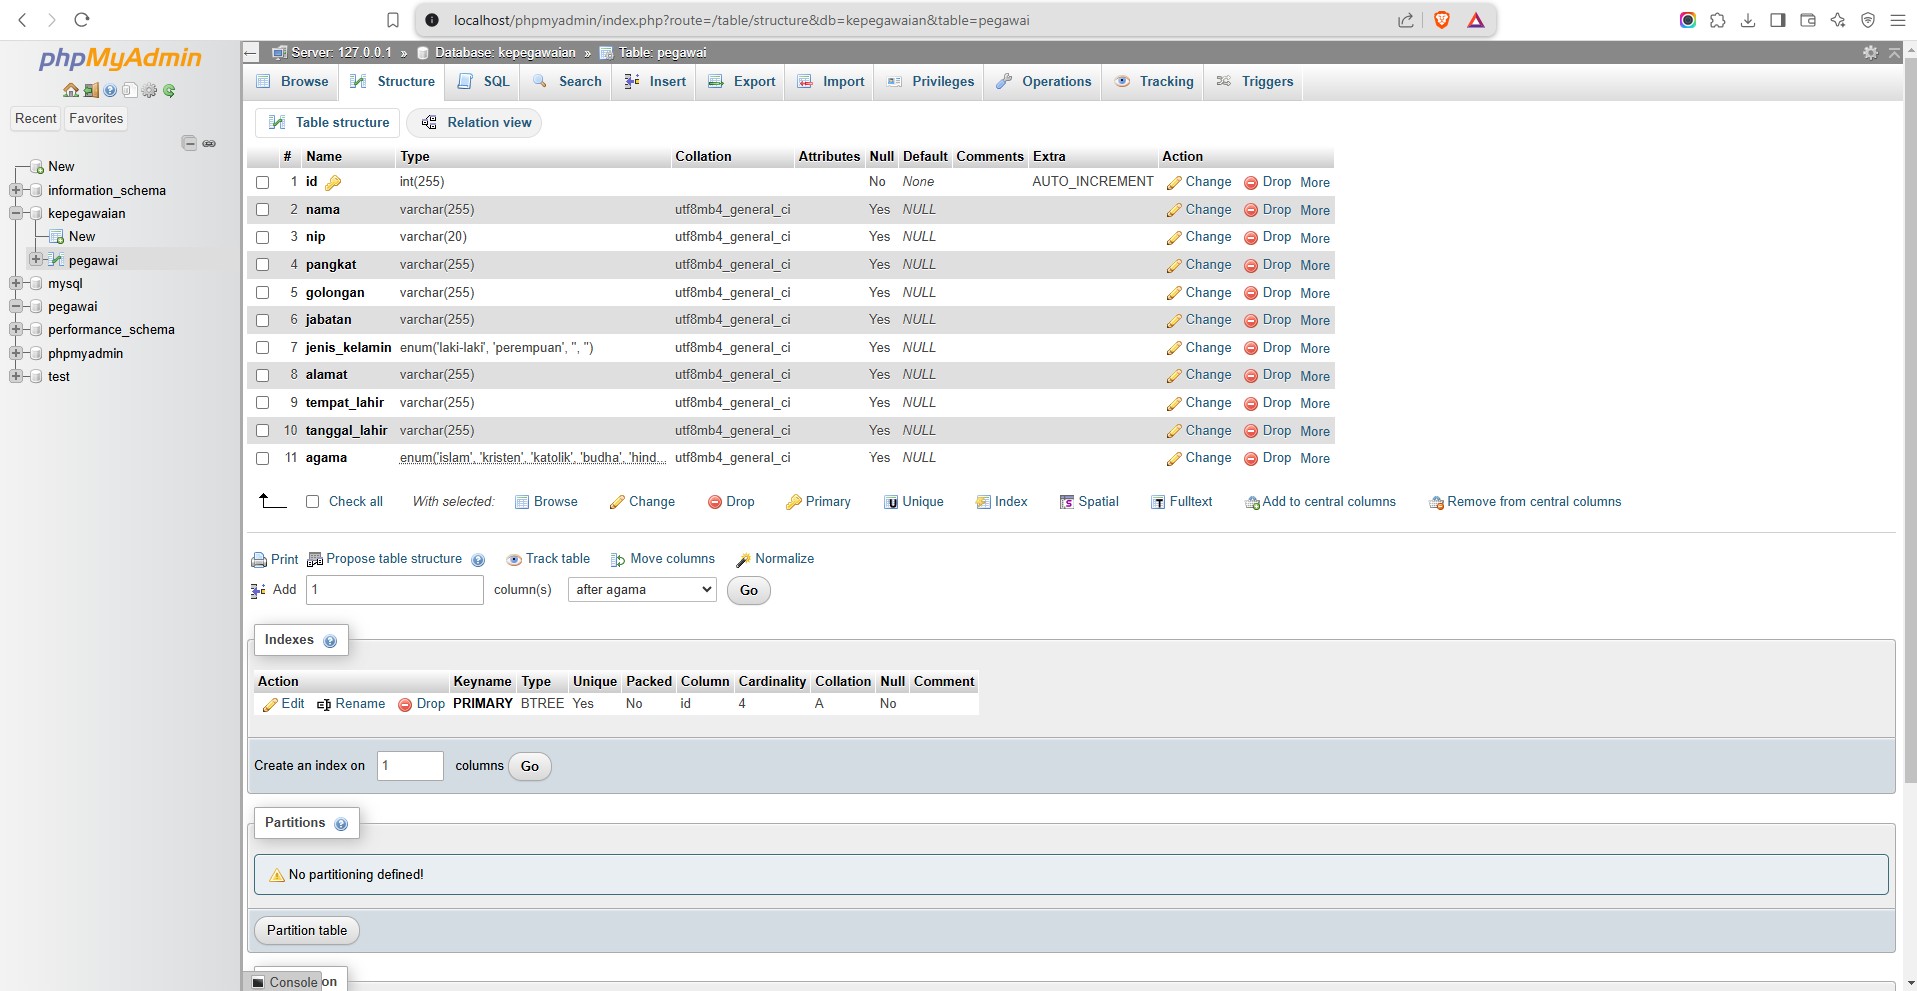 localhost/phpmyadmin/index.php?route=/table/structure&db=kepegawaian&table=pegawai
phpMyAdmin
Recent Favorites
New
information_schema
kepegawaian
New
pegawai
mysql
pegawai
performance_schema
phpmyadmin
test
Server: 127.0.0.1 » Database: kepegawaian » Table: pegawai
Browse Structure SQL Search Insert Export Import Privileges Operations Tracking Triggers
Table structure Relation view
# Name Type Collation Attributes Null Default Comments Extra Action
1 id int(255) No None AUTO_INCREMENT Change Drop More
2 nama varchar(255) utf8mb4_general_ci Yes NULL Change Drop More
3 nip varchar(20) utf8mb4_general_ci Yes NULL Change Drop More
4 pangkat varchar(255) utf8mb4_general_ci Yes NULL Change Drop More
5 golongan varchar(255) utf8mb4_general_ci Yes NULL Change Drop More
6 jabatan varchar(255) utf8mb4_general_ci Yes NULL Change Drop More
7 jenis_kelamin enum('laki-laki', 'perempuan', '', '') utf8mb4_general_ci Yes NULL Change Drop More
8 alamat varchar(255) utf8mb4_general_ci Yes NULL Change Drop More
9 tempat_lahir varchar(255) utf8mb4_general_ci Yes NULL Change Drop More
10 tanggal_lahir varchar(255) utf8mb4_general_ci Yes NULL Change Drop More
11 agama enum('islam', 'kristen', 'katolik', 'budha', 'hind... utf8mb4_general_ci Yes NULL Change Drop More
Check all With selected: Browse Change Drop Primary Unique Index Spatial Fulltext Add to central columns Remove from central columns
Print Propose table structure Track table Move columns Normalize
Add 1 column(s) after agama Go
Indexes
Action Keyname Type Unique Packed Column Cardinality Collation Null Comment
Edit Rename Drop PRIMARY BTREE Yes No id 4 A No
Create an index on 1 columns Go
Partitions
No partitioning defined!
Partition table
Console on